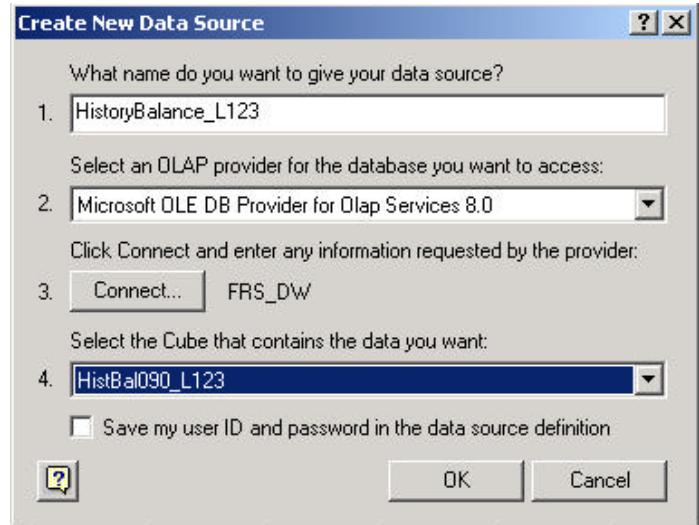 Create New Data Source
What name do you want to give your data source?
1. HistoryBalance_L123
Select an OLAP provider for the database you want to access:
2. Microsoft OLE DB Provider for Olap Services 8.0
Click Connect and enter any information requested by the provider:
3. Connect... FRS_DW
Select the Cube that contains the data you want:
4. HistBal090_L123
Save my user ID and password in the data source definition
OK Cancel